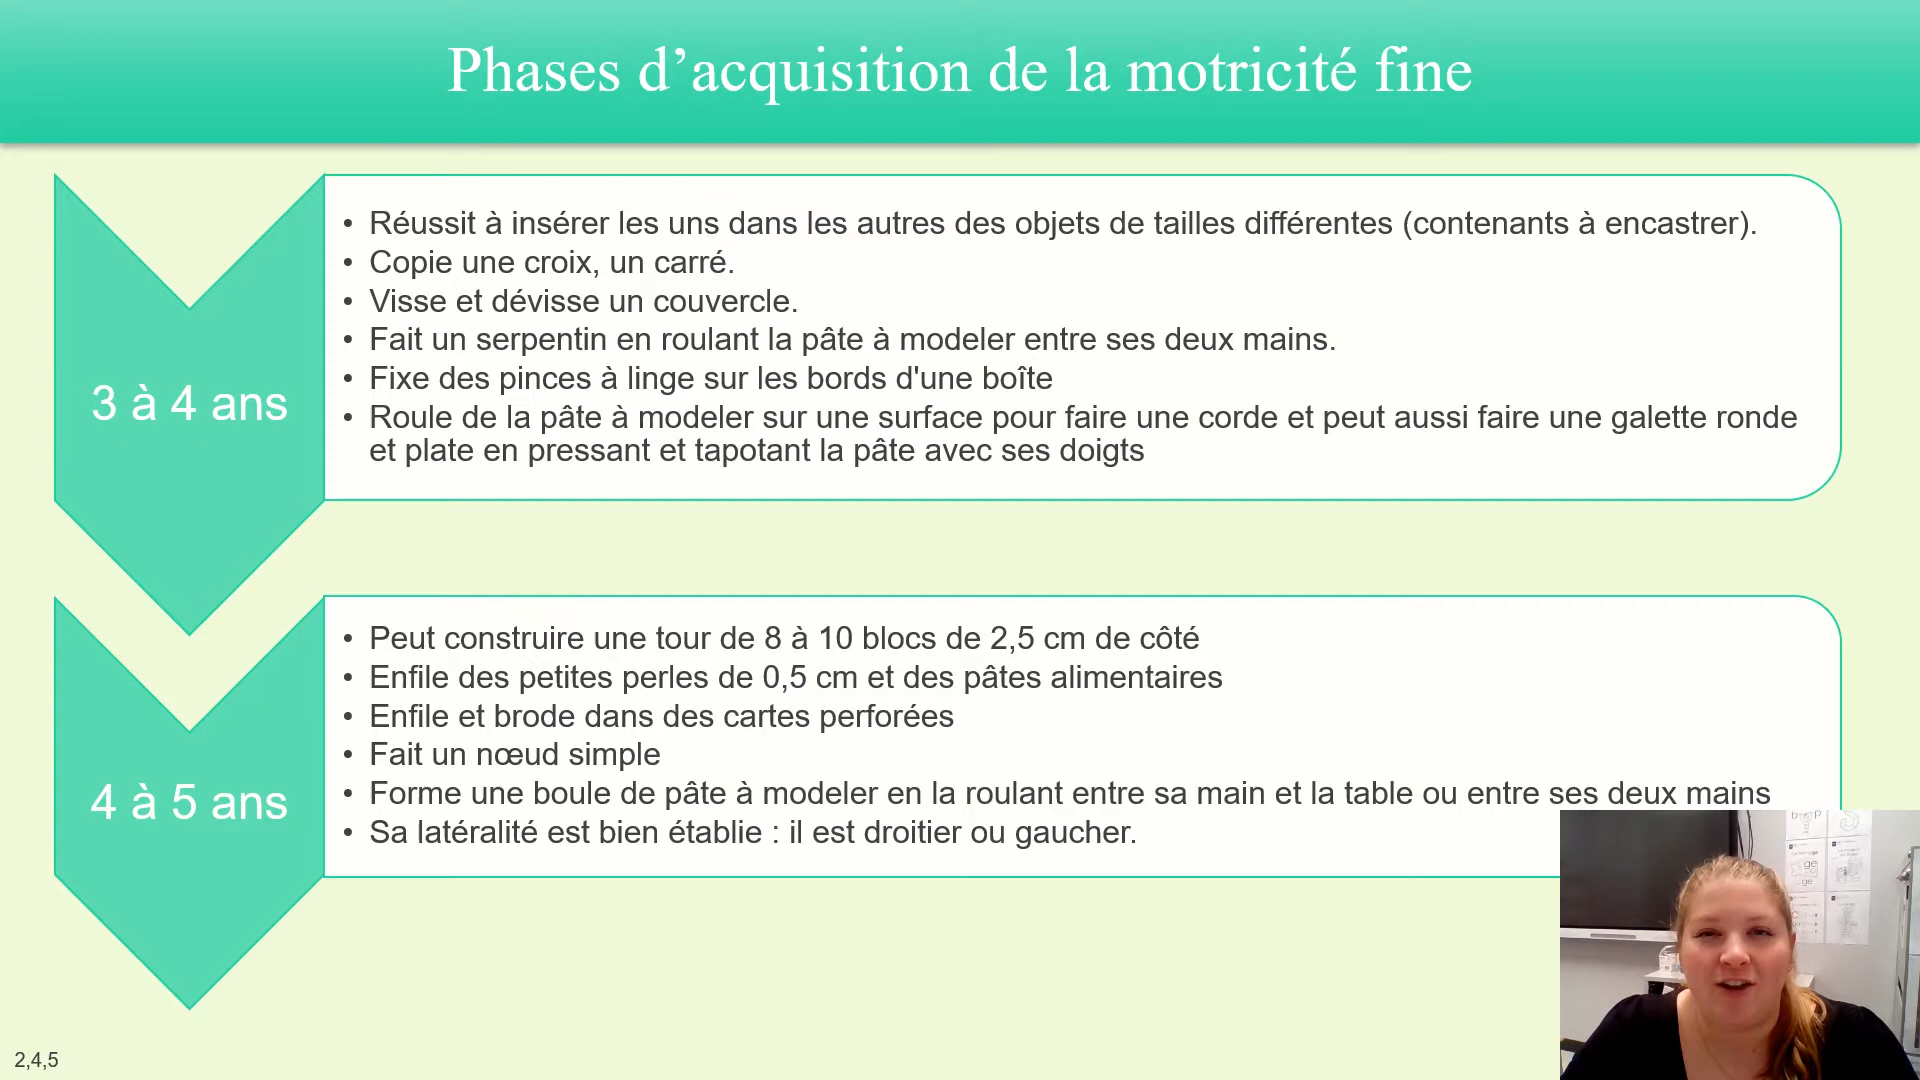 Phases d’acquisition de la motricité fine
3 à 4 ans
• Réussit à insérer les uns dans les autres des objets de tailles différentes (contenants à encastrer).
• Copie une croix, un carré.
• Visse et dévisse un couvercle.
• Fait un serpentin en roulant la pâte à modeler entre ses deux mains.
• Fixe des pinces à linge sur les bords d'une boîte
• Roule de la pâte à modeler sur une surface pour faire une corde et peut aussi faire une galette ronde
et plate en pressant et tapotant la pâte avec ses doigts
4 à 5 ans
• Peut construire une tour de 8 à 10 blocs de 2,5 cm de côté
• Enfile des petites perles de 0,5 cm et des pâtes alimentaires
• Enfile et brode dans des cartes perforées
• Fait un nœud simple
• Forme une boule de pâte à modeler en la roulant entre sa main et la table ou entre ses deux mains
• Sa latéralité est bien établie : il est droitier ou gaucher.
b p
ge
ge
2,4,5